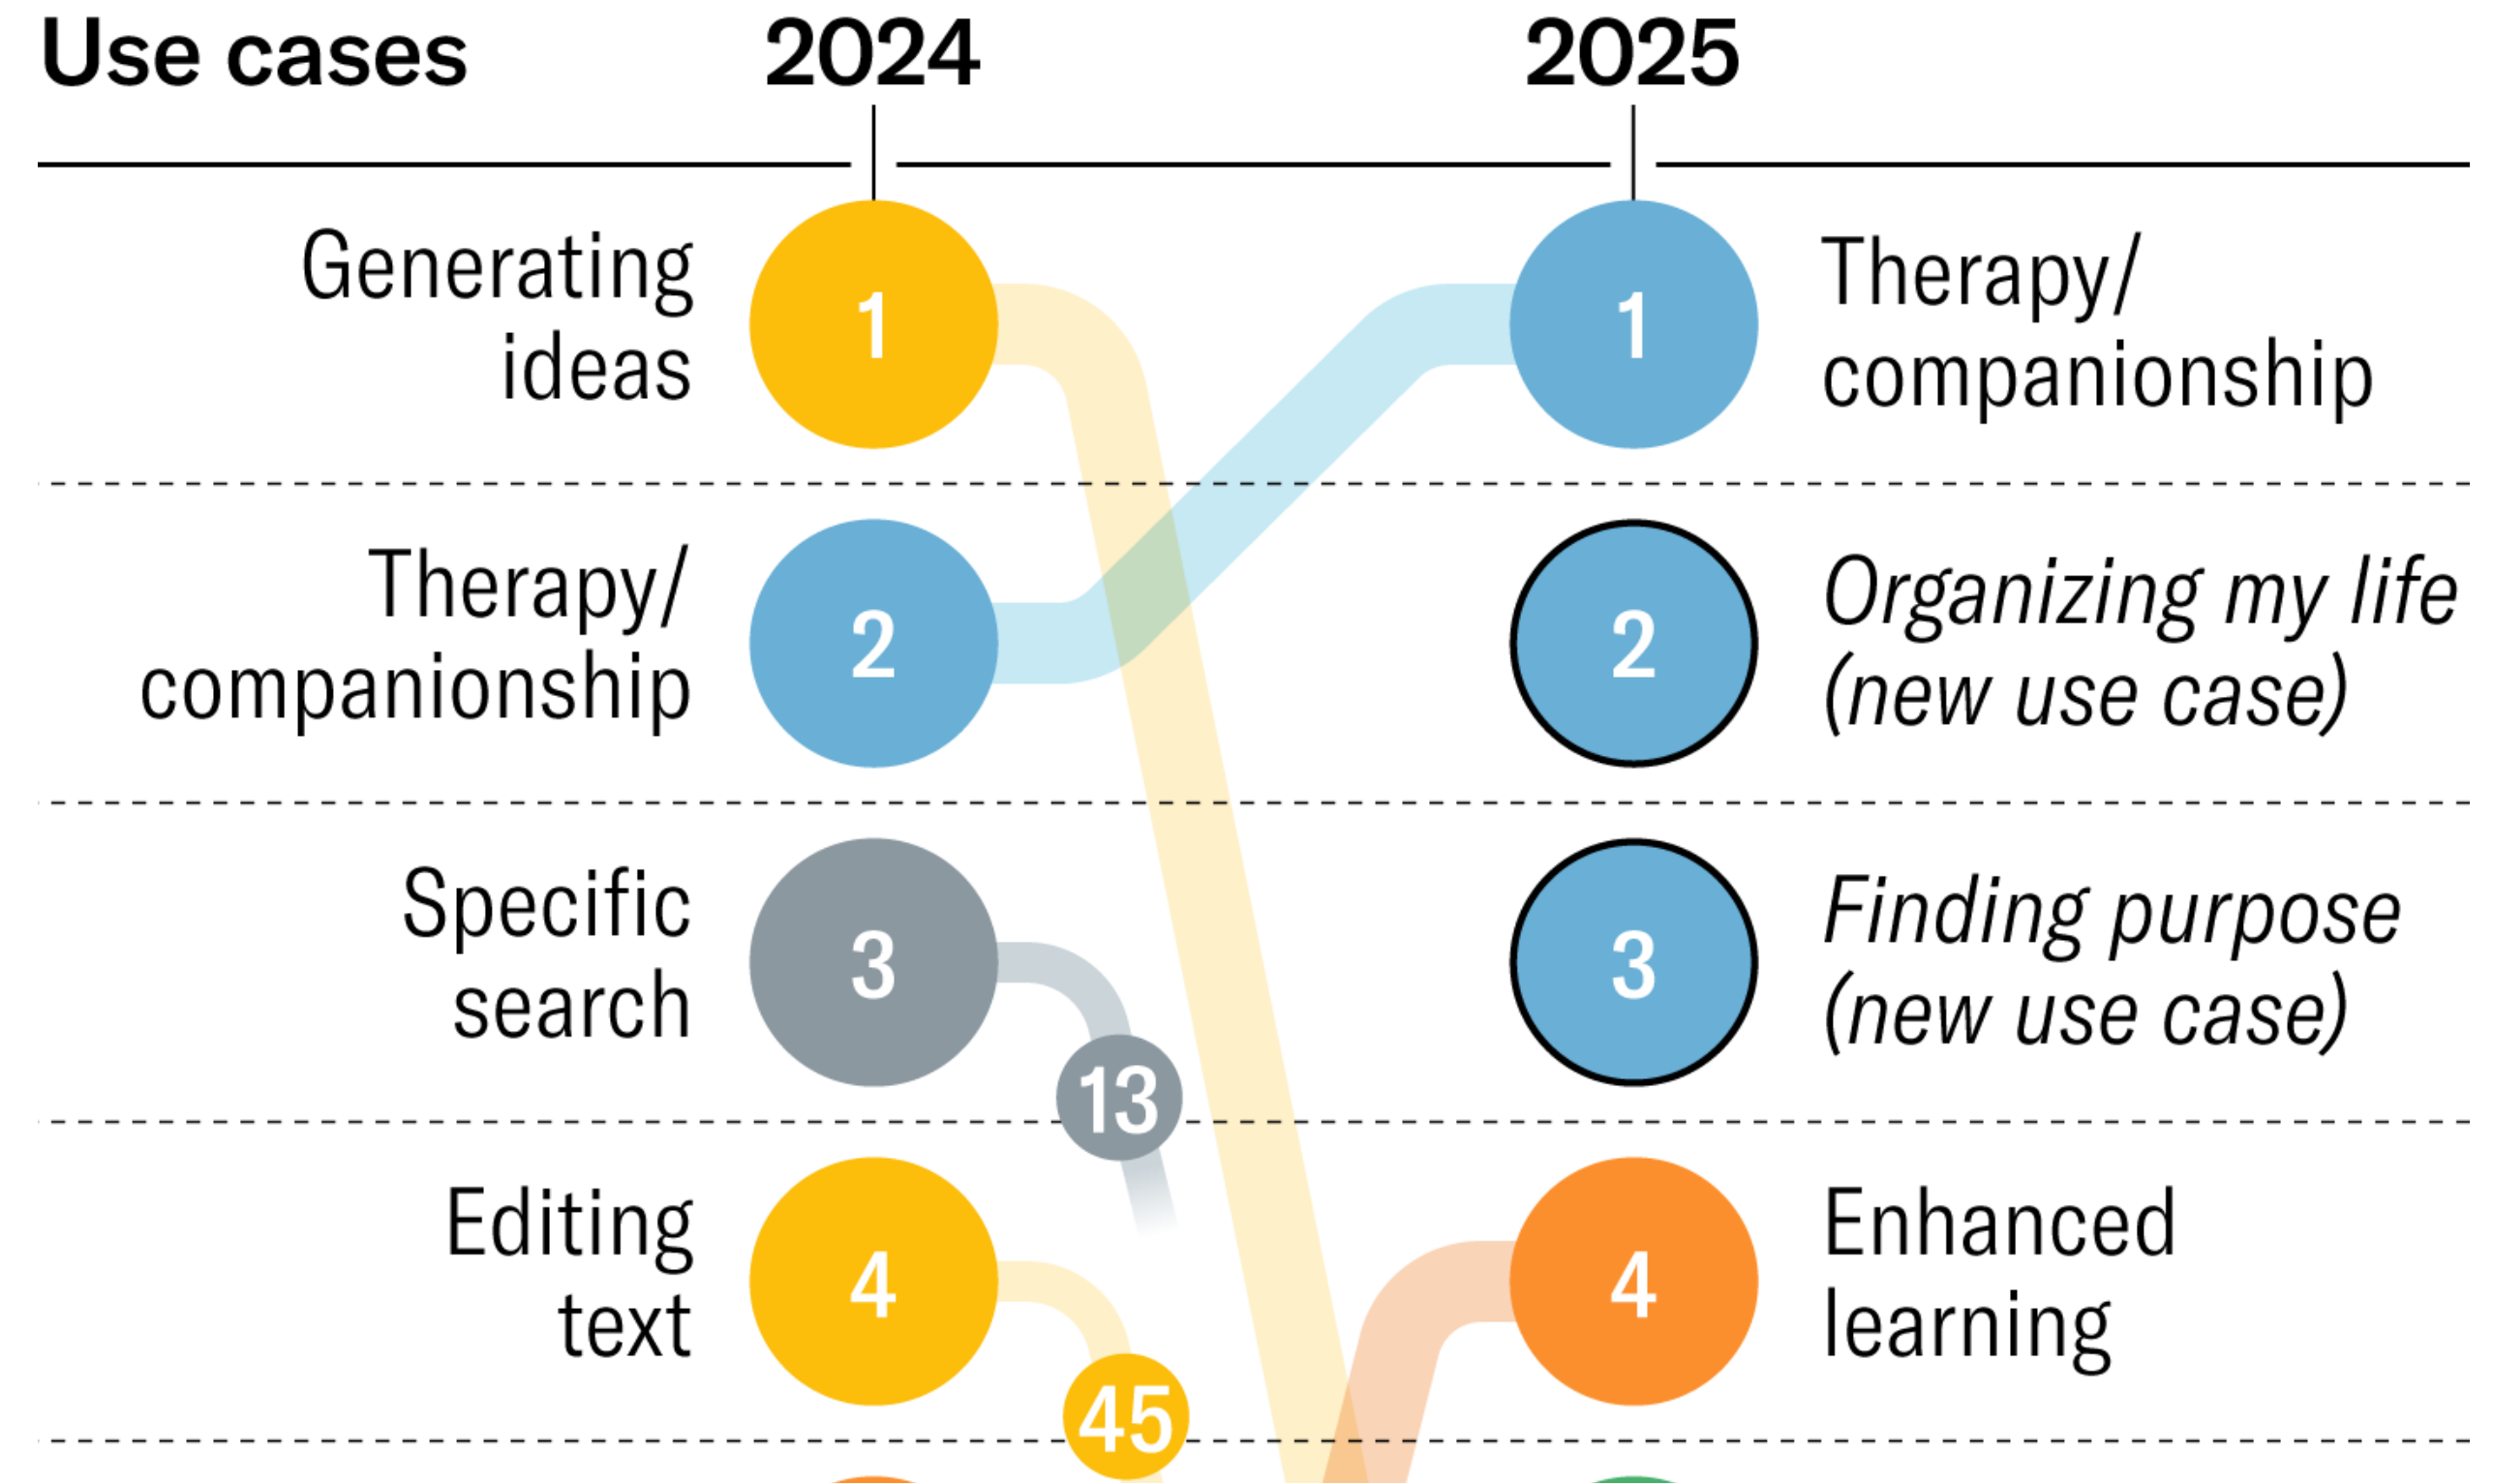 Use cases
2024
2025
Generating
ideas
1
1
Therapy/
companionship
Therapy/
companionship
2
2
Organizing my life
(new use case)
Specific
search
3
13
3
Finding purpose
(new use case)
Editing
text
4
45
4
Enhanced
learning